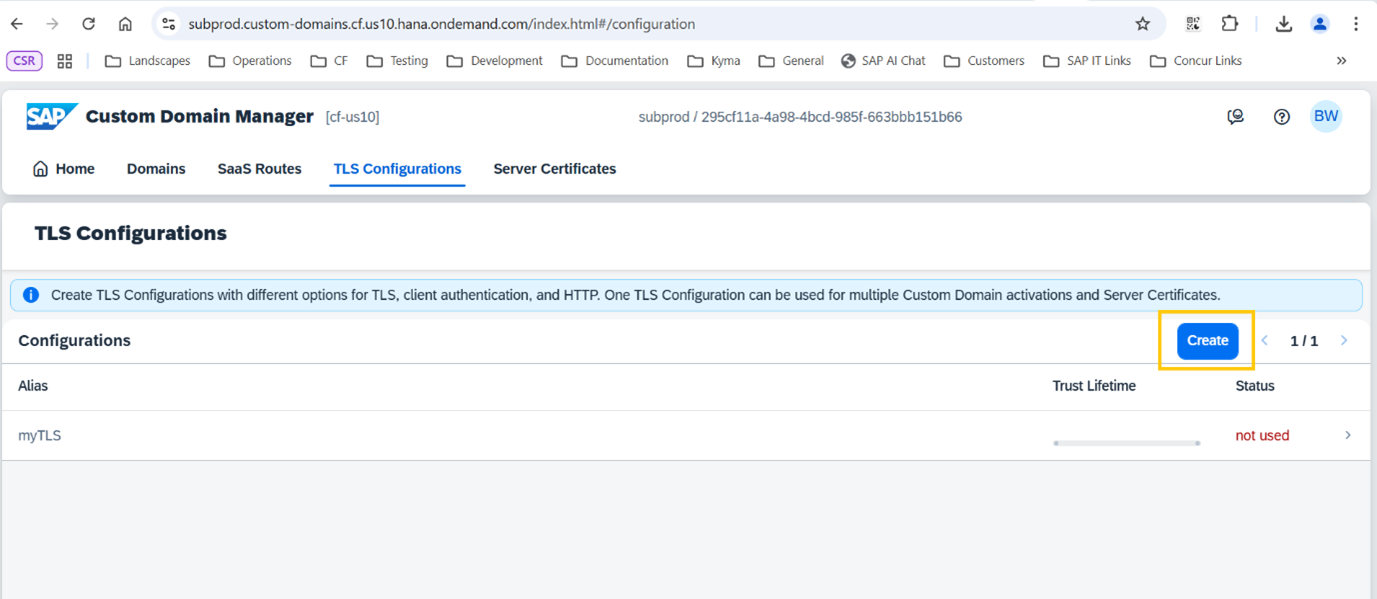 subprod.custom-domains.cf.us10.hana.ondemand.com/index.html#/configuration
CSR Landscapes Operations CF Testing Development Documentation Kyma General SAP AI Chat Customers SAP IT Links Concur Links »
SAP Custom Domain Manager [cf-us10] subprod / 295cf11a-4a98-4bcd-985f-663bbb151b66 BW
Home Domains SaaS Routes TLS Configurations Server Certificates
TLS Configurations
Create TLS Configurations with different options for TLS, client authentication, and HTTP. One TLS Configuration can be used for multiple Custom Domain activations and Server Certificates.
Configurations Create 1 / 1
Alias Trust Lifetime Status
myTLS not used